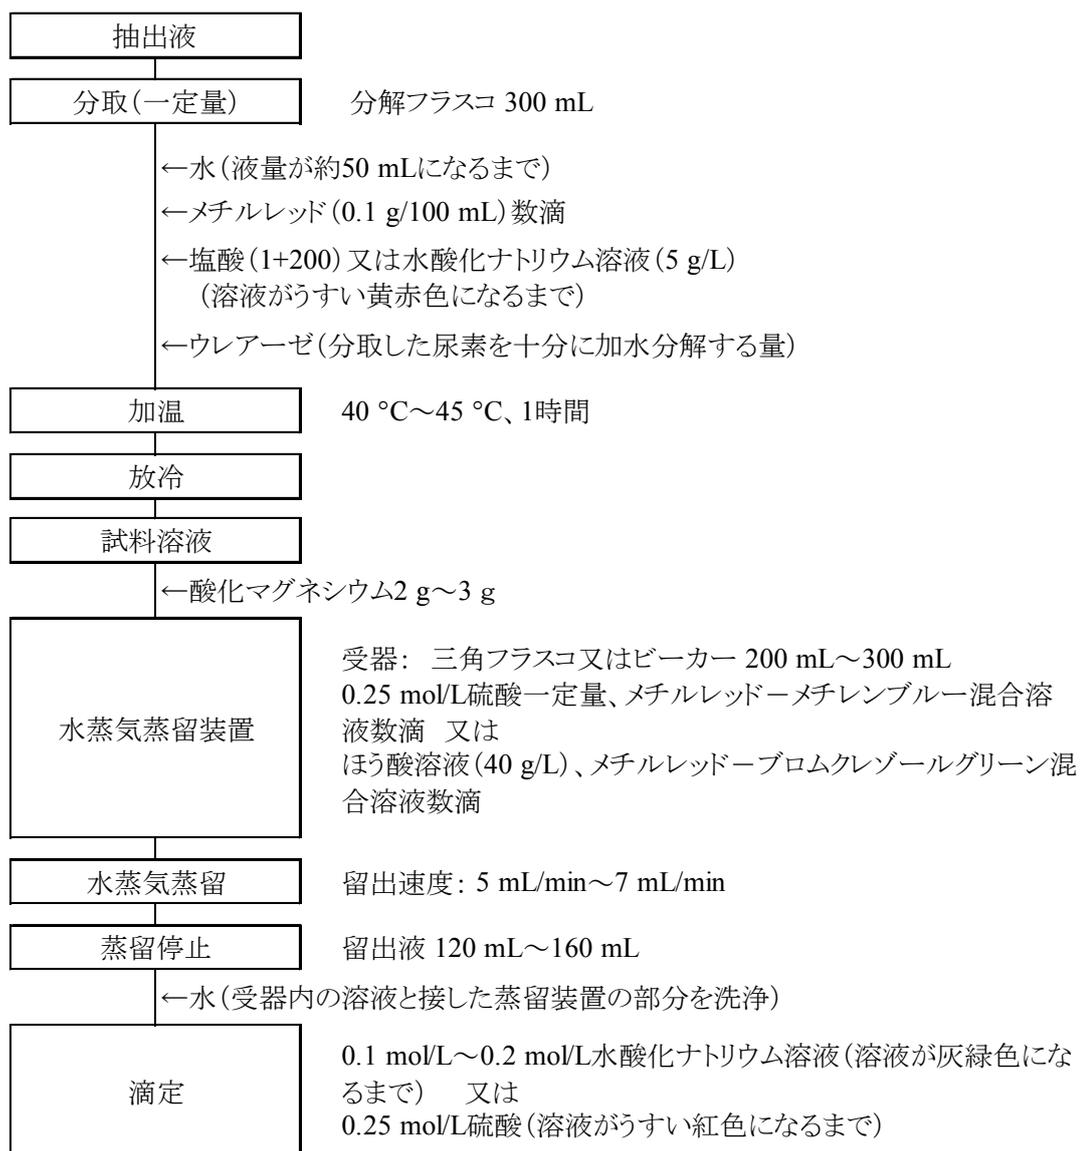 抽出液
分取(一定量) 分解フラスコ 300 mL
←水(液量が約50 mLになるまで)
←メチルレッド(0.1 g/100 mL)数滴
←塩酸(1+200)又は水酸化ナトリウム溶液(5 g/L)
(溶液がうすい黄赤色になるまで)
←ウレアーゼ(分取した尿素を十分に加水分解する量)
加温 40 °C～45 °C、1時間
放冷
試料溶液
←酸化マグネシウム2 g～3 g
水蒸気蒸留装置
受器: 三角フラスコ又はビーカー 200 mL～300 mL
0.25 mol/L硫酸一定量、メチルレッド－メチレンブルー混合溶
液数滴 又は
ほう酸溶液(40 g/L)、メチルレッド－ブロムクレゾールグリーン混
合溶液数滴
水蒸気蒸留 留出速度: 5 mL/min～7 mL/min
蒸留停止 留出液 120 mL～160 mL
←水(受器内の溶液と接した蒸留装置の部分を洗浄)
滴定
0.1 mol/L～0.2 mol/L水酸化ナトリウム溶液(溶液が灰緑色にな
るまで) 又は
0.25 mol/L硫酸(溶液がうすい紅色になるまで)